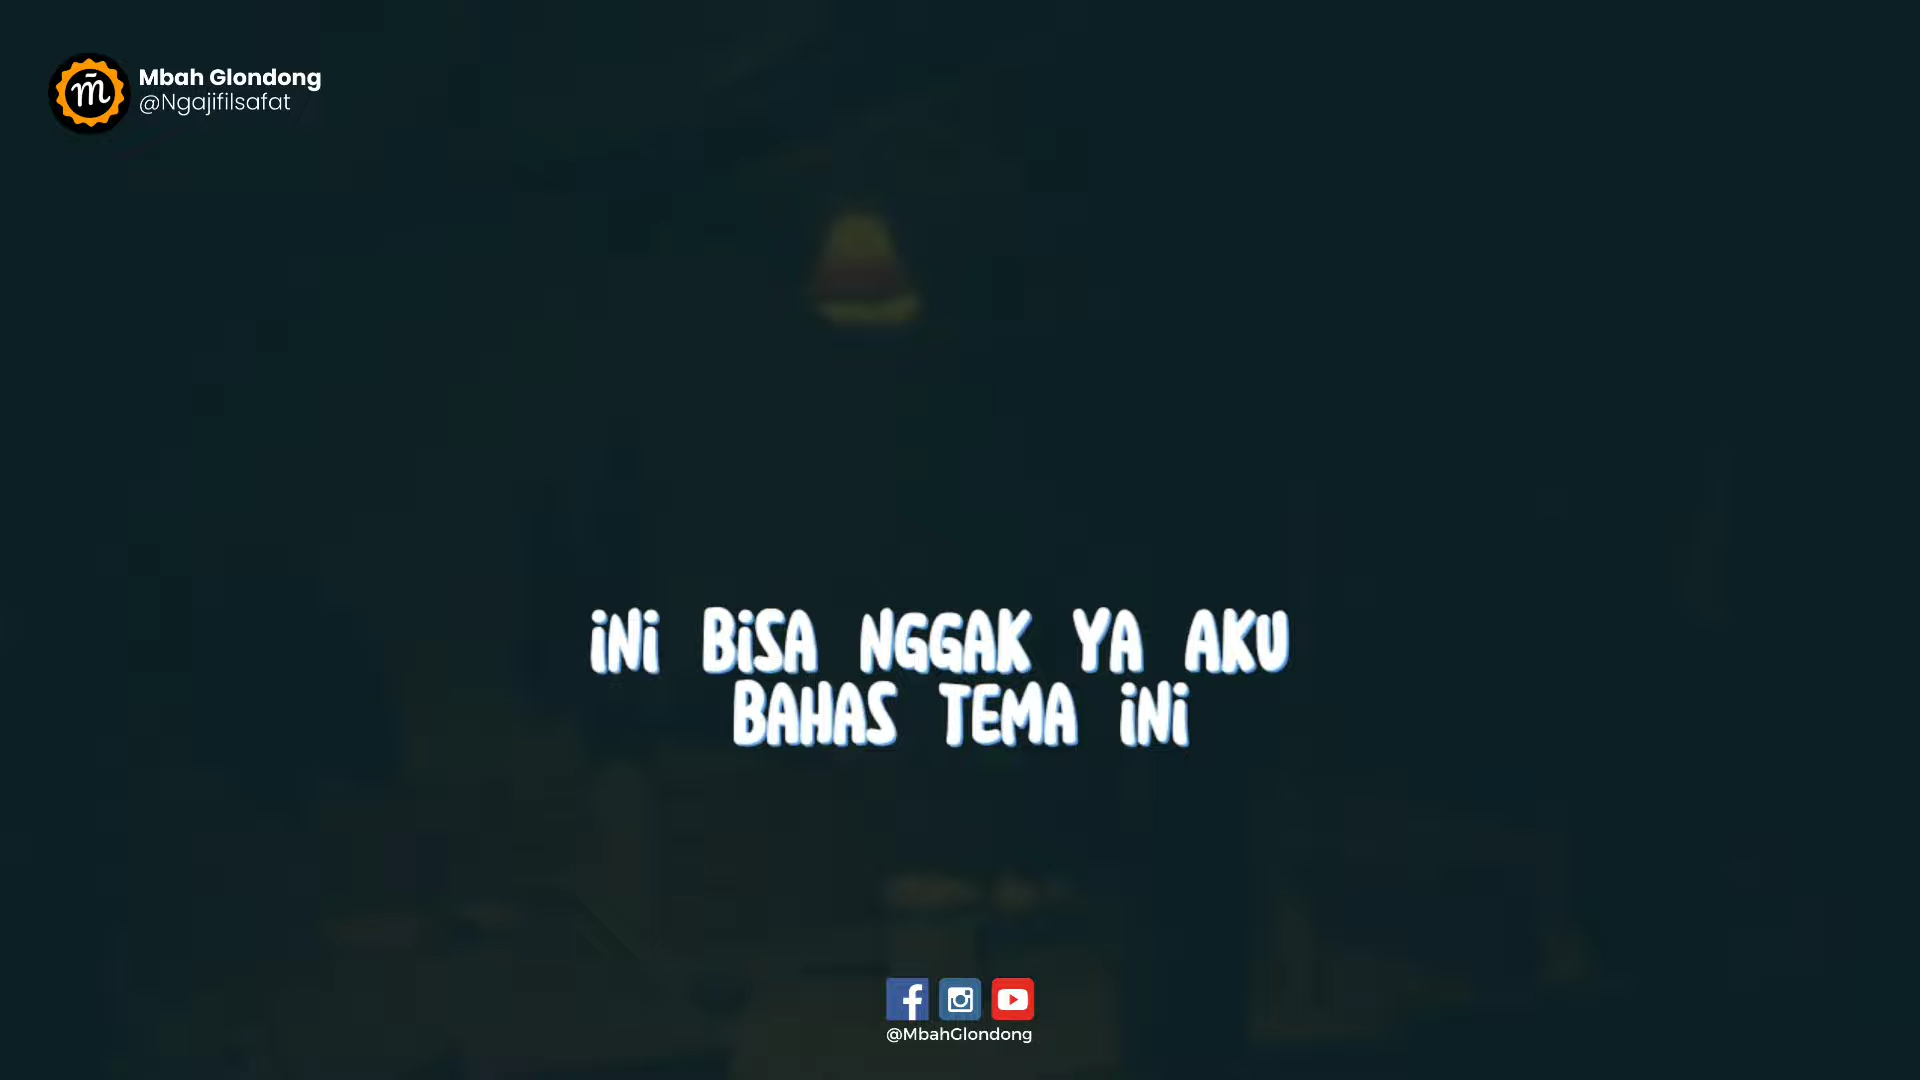 Mbah Glondong
@Ngajifilsafat
iNi BiSA NGGAK YA AKU
BAHAS TEMA iNi
@MbahGlondong